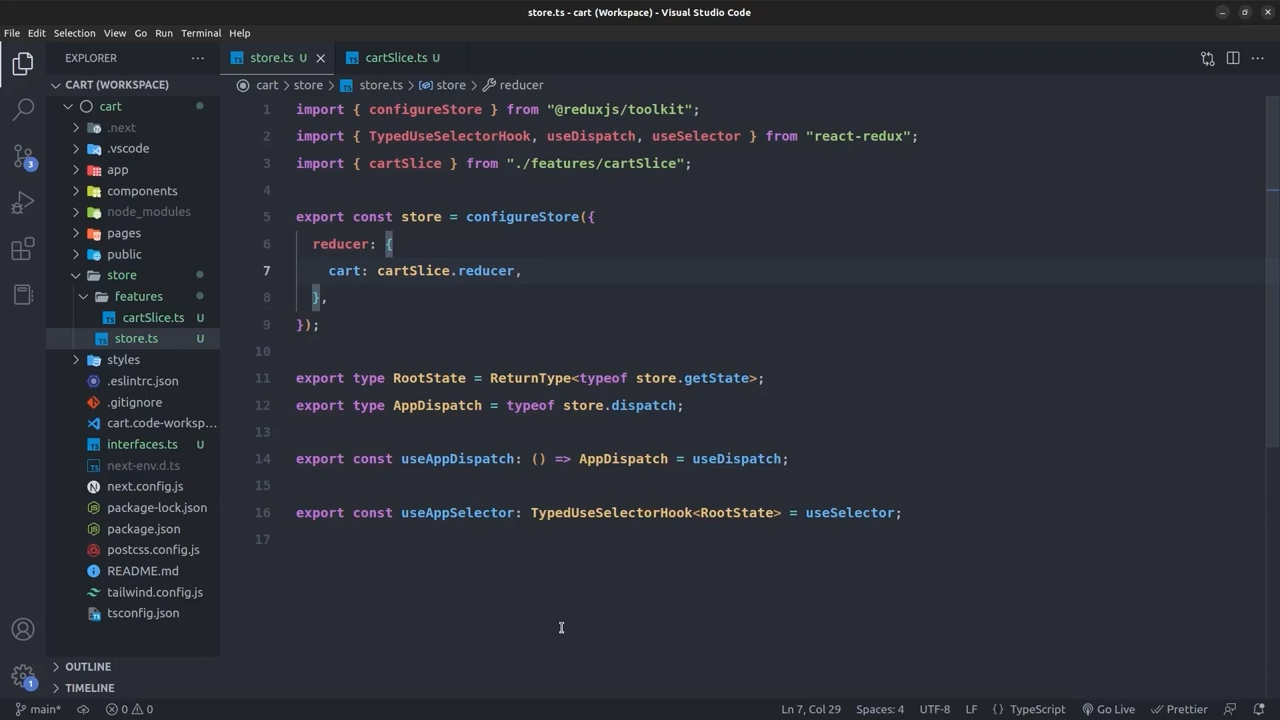 store.ts - cart (Workspace) - Visual Studio Code
File Edit Selection View Go Run Terminal Help
EXPLORER
store.ts U
cartSlice.ts U
CART (WORKSPACE)
cart > store > store.ts > store > reducer
cart
.next
.vscode
app
components
node_modules
pages
public
store
features
cartSlice.ts U
store.ts U
styles
.eslintrc.json
.gitignore
cart.code-worksp...
interfaces.ts U
next-env.d.ts
next.config.js
package-lock.json
package.json
postcss.config.js
README.md
tailwind.config.js
tsconfig.json
OUTLINE
TIMELINE
3
1
1 import { configureStore } from "@reduxjs/toolkit";
2 import { TypedUseSelectorHook, useDispatch, useSelector } from "react-redux";
3 import { cartSlice } from "./features/cartSlice";
4
5 export const store = configureStore({
6 reducer: {
7 cart: cartSlice.reducer,
8 },
9 });
10
11 export type RootState = ReturnType<typeof store.getState>;
12 export type AppDispatch = typeof store.dispatch;
13
14 export const useAppDispatch: () => AppDispatch = useDispatch;
15
16 export const useAppSelector: TypedUseSelectorHook<RootState> = useSelector;
17
main* 0 0 Ln 7, Col 29 Spaces: 4 UTF-8 LF {} TypeScript Go Live Prettier